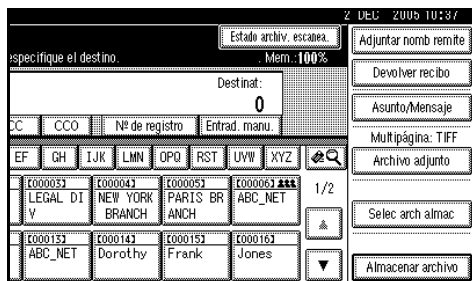 2 DEC 2005 10:37
Estado archiv. escanea.
Adjuntar nomb remite
especifique el destino.
. Mem.:100%
Devolver recibo
Destinat:
0
Asunto/Mensaje
CC
CCO
Nº de registro
Entrad. manu.
Multipágina: TIFF
Archivo adjunto
EF
GH
IJK
LMN
OPQ
RST
UVW
XYZ
[00003]
LEGAL DI
V
[00004]
NEW YORK
BRANCH
[00005]
PARIS BR
ANCH
[00006]
ABC_NET
1/2
Selec arch almac
[00013]
ABC_NET
[00014]
Dorothy
[00015]
Frank
[00016]
Jones
Almacenar archivo